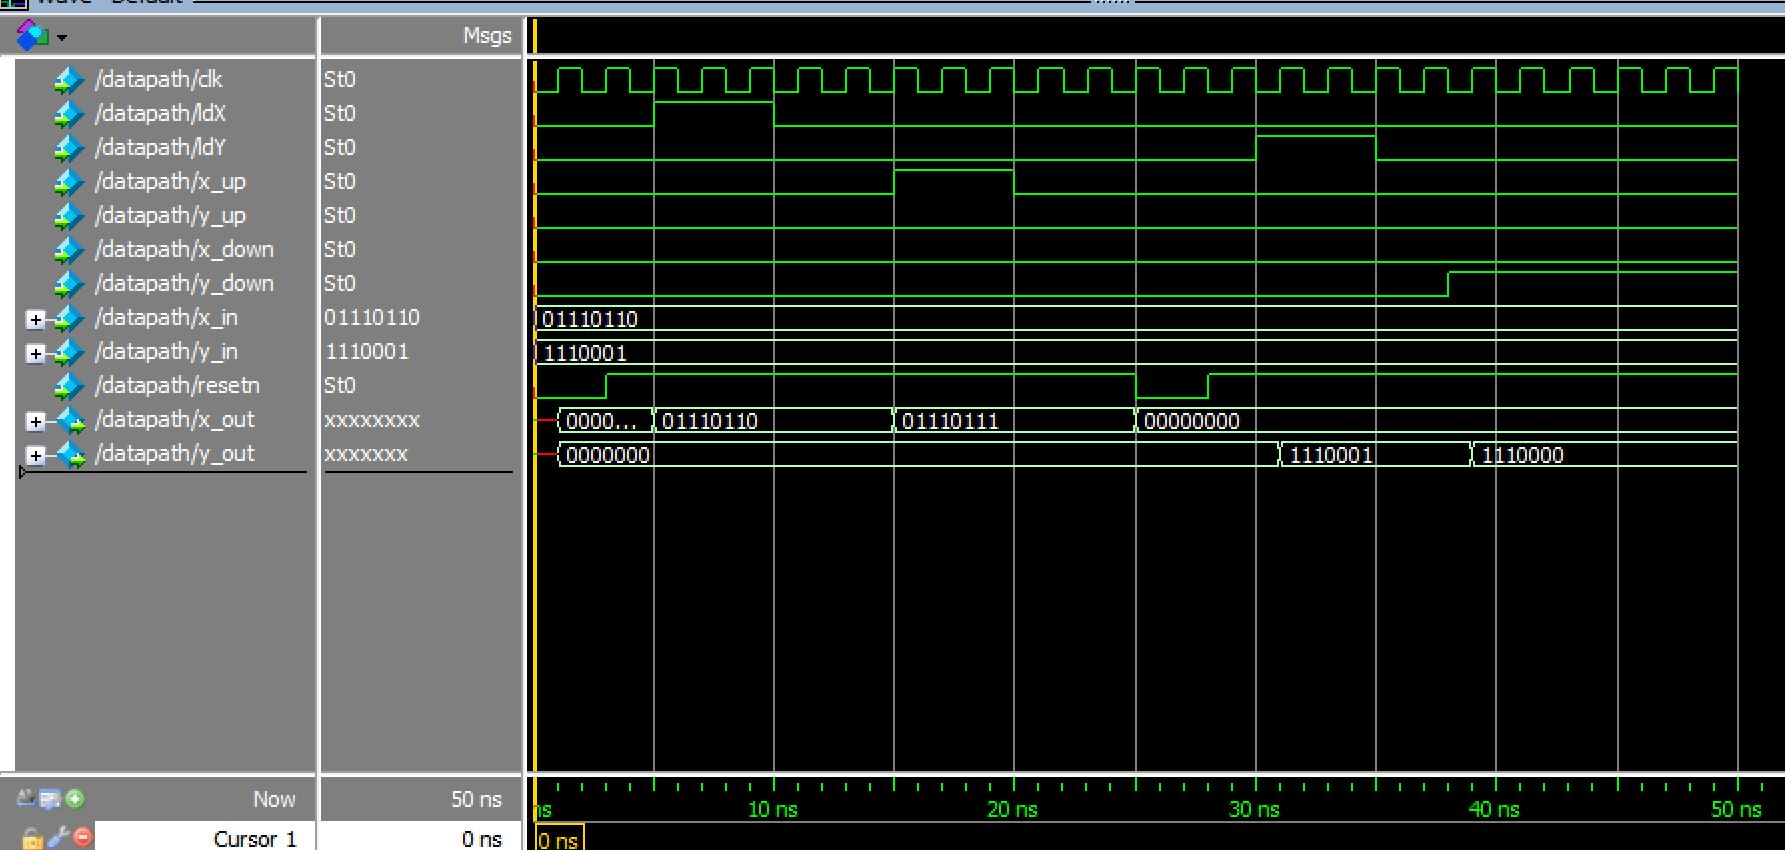 Wave - Default
Msgs
/datapath/clk St0
/datapath/ldX St0
/datapath/ldY St0
/datapath/x_up St0
/datapath/y_up St0
/datapath/x_down St0
/datapath/y_down St0
/datapath/x_in 01110110 01110110
/datapath/y_in 1110001 1110001
/datapath/resetn St0
/datapath/x_out xxxxxxxx 0000... 01110110 01110111 00000000
/datapath/y_out xxxxxxx 0000000 1110001 1110000
Now 50 ns ns 10 ns 20 ns 30 ns 40 ns 50 ns
Cursor 1 0 ns 0 ns